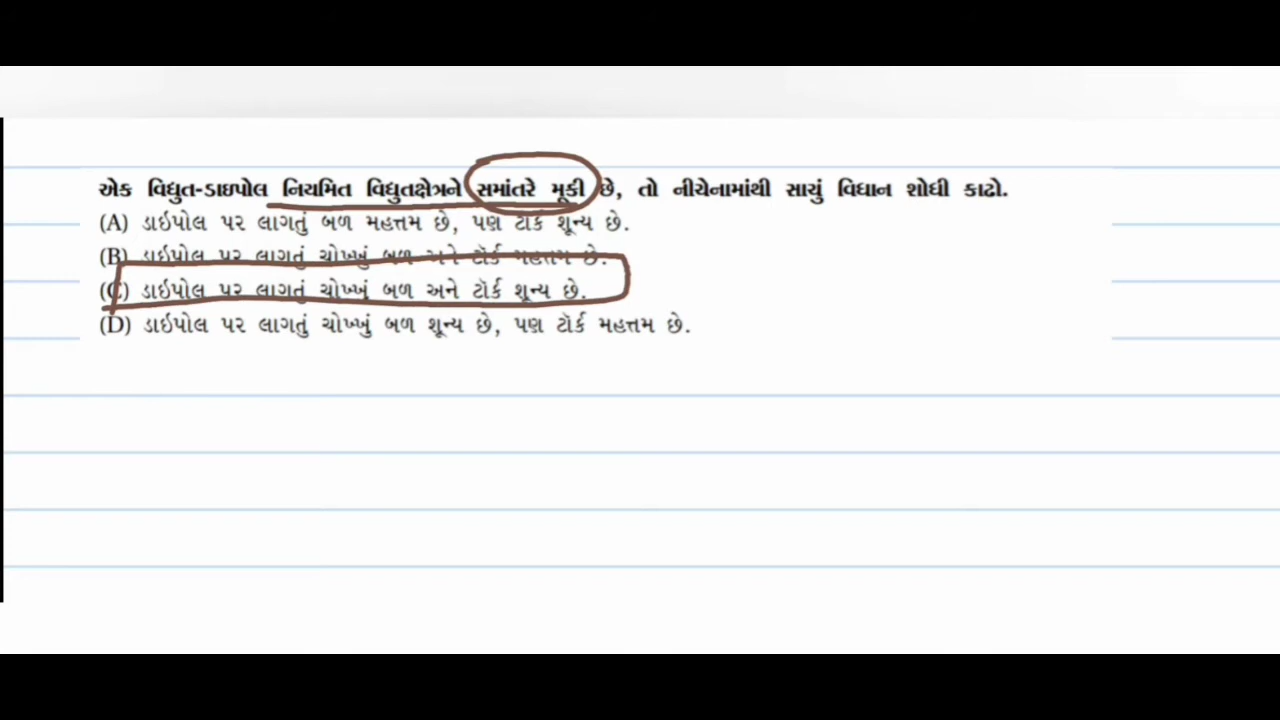 એક વિદ્યુત-ડાઇપોલ નિયમિત વિદ્યુતક્ષેત્રને સમાંતરે મૂકી છે, તો નીચેનામાંથી સાચું વિધાન શોધી કાઢો.
(A) ડાઇપોલ પર લાગતું બળ મહત્તમ છે, પણ ટૉર્ક શૂન્ય છે.
(B) ડાઇપોલ પર લાગતું ચોખ્ખું બળ અને ટૉર્ક મહત્તમ છે.
(C) ડાઇપોલ પર લાગતું ચોખ્ખું બળ અને ટૉર્ક શૂન્ય છે.
(D) ડાઇપોલ પર લાગતું ચોખ્ખું બળ શૂન્ય છે, પણ ટૉર્ક મહત્તમ છે.